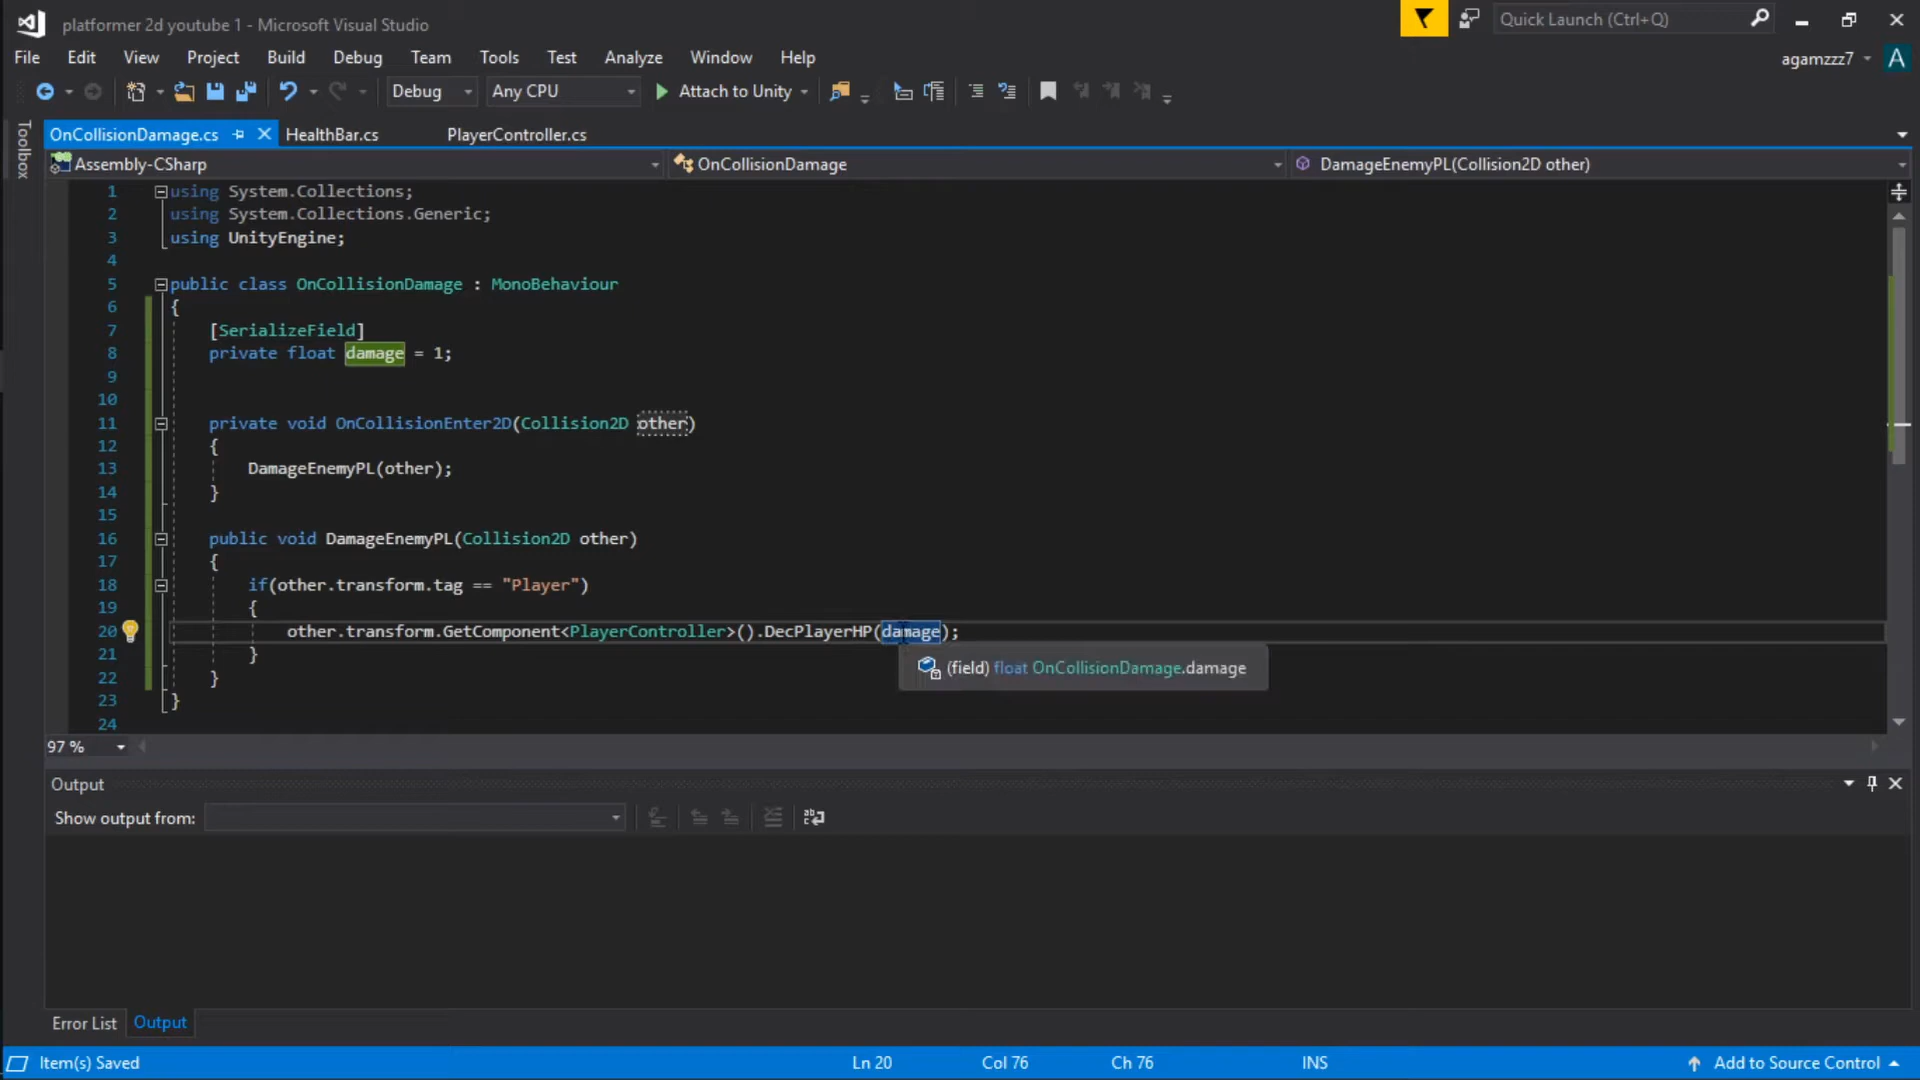 platformer 2d youtube 1 - Microsoft Visual Studio
Quick Launch (Ctrl+Q)
File Edit View Project Build Debug Team Tools Test Analyze Window Help
agamzzz7 A
Debug Any CPU Attach to Unity
Toolbox
OnCollisionDamage.cs HealthBar.cs PlayerController.cs
Assembly-CSharp OnCollisionDamage DamageEnemyPL(Collision2D other)
1 using System.Collections;
2 using System.Collections.Generic;
3 using UnityEngine;
4
5 public class OnCollisionDamage : MonoBehaviour
6 {
7 [SerializeField]
8 private float damage = 1;
9
10
11 private void OnCollisionEnter2D(Collision2D other)
12 {
13 DamageEnemyPL(other);
14 }
15
16 public void DamageEnemyPL(Collision2D other)
17 {
18 if(other.transform.tag == "Player")
19 {
20 other.transform.GetComponent<PlayerController>().DecPlayerHP(damage);
21 }
(field) float OnCollisionDamage.damage
22 }
23 }
24
97 %
Output
Show output from:
Error List Output
Item(s) Saved Ln 20 Col 76 Ch 76 INS Add to Source Control